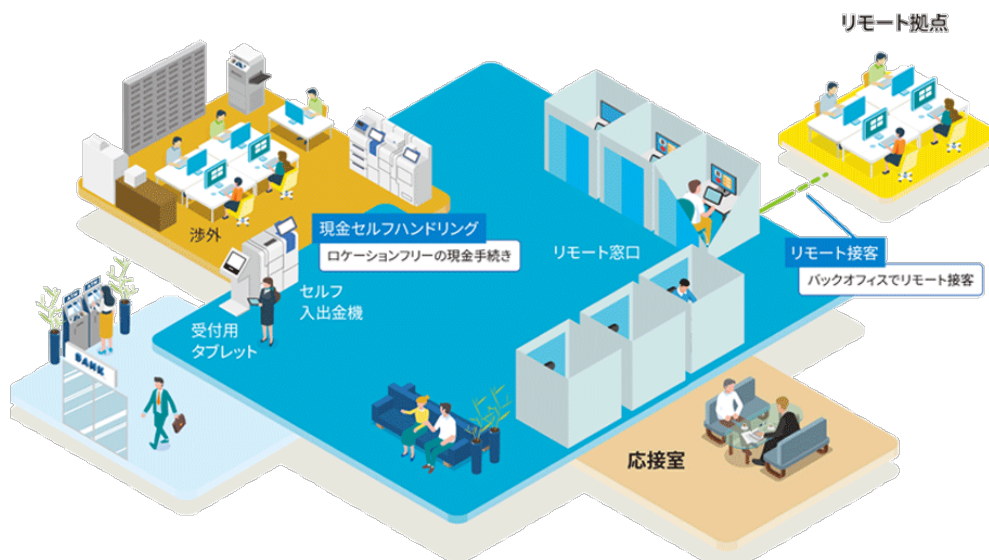 リモート拠点
渉外
現金セルフハンドリング
ロケーションフリーの現金手続き
セルフ
入出金機
受付用
タブレット
リモート窓口
リモート接客
バックオフィスでリモート接客
ATM
ATM
BANK
応接室